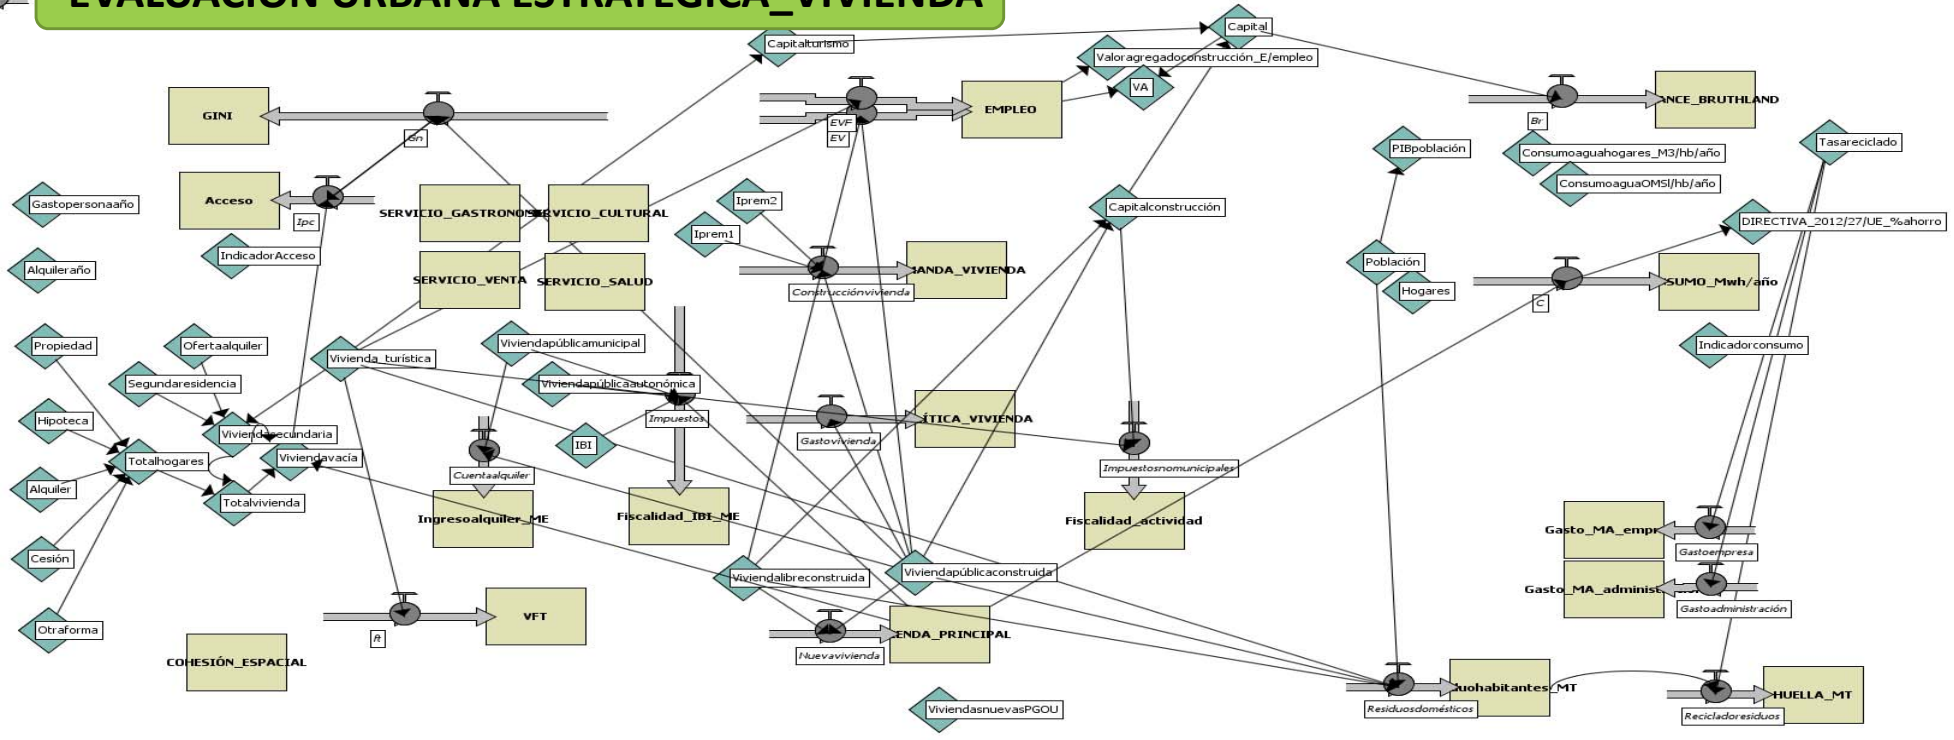 EVALUACIÓN URBANA ESTRATÉGICA_VIVIENDA
Capitalturismo
Capital
Valoragregadoconstrucción_E/empleo
VA
GINI
Gn
EVF
EV
EMPLEO
Br
ANCE_BRUTHLAND
PIBpoblación
Consumoaguahogares_M3/hb/año
ConsumoaguaOMSl/hb/año
Tasareciclado
Gastopersonaaño
Acceso
Ipc
SERVICIO_CULTURAL
Iprem2
Iprem1
Capitalconstrucción
DIRECTIVA_2012/27/UE_%ahorro
IndicadorAcceso
Alquileraño
SERVICIO_VENTA
SERVICIO_SALUD
ANDA_VIVIENDA
Construcciónvivienda
Población
Hogares
SUMO_Mwh/año
C
Propiedad
Ofertaalquiler
Vivienda_turística
Viviendapúblicamunicipal
Indicadorconsumo
Segundaresidencia
Viviendapúblicaautonómica
Hipoteca
Viviendasecundaria
Impuestos
ÍTICA_VIVIENDA
Gastovivienda
IBI
Totalhogares
Viviendavacía
Cuentaalquiler
Impuestosnomunicipales
Alquiler
Totalvivienda
Ingresoalquiler_ME
Fiscalidad_IBI_ME
Fiscalidad_actividad
Gasto_MA_empr
Gastoempresa
Cesión
Viviendalibreconstruida
Viviendapúblicaconstruida
Gasto_MA_administ
Gastoadministración
Otraforma
ft
VFT
ENDA_PRINCIPAL
Nuevavivienda
COHESIÓN_ESPACIAL
uohabitantes_MT
Residuosdomésticos
HUELLA_MT
Recicladoresiduos
ViviendasnuevasPGOU